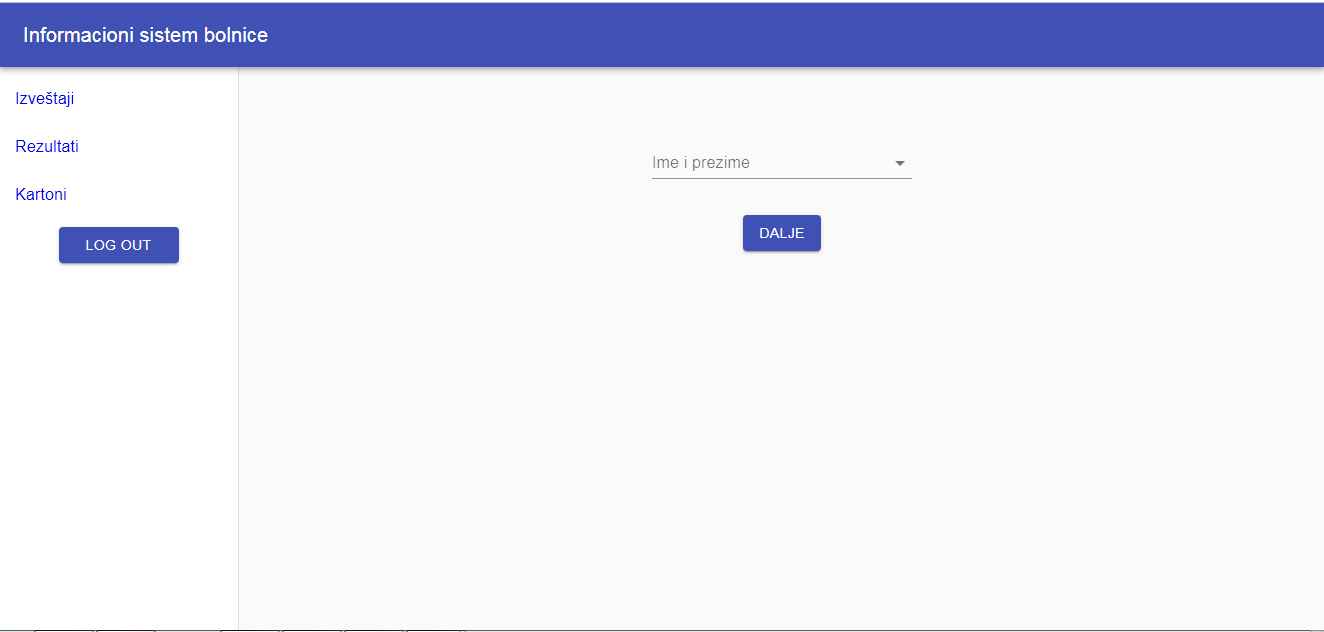 Informacioni sistem bolnice
Izveštaji
Rezultati
Kartoni
LOG OUT
Ime i prezime
DALJE